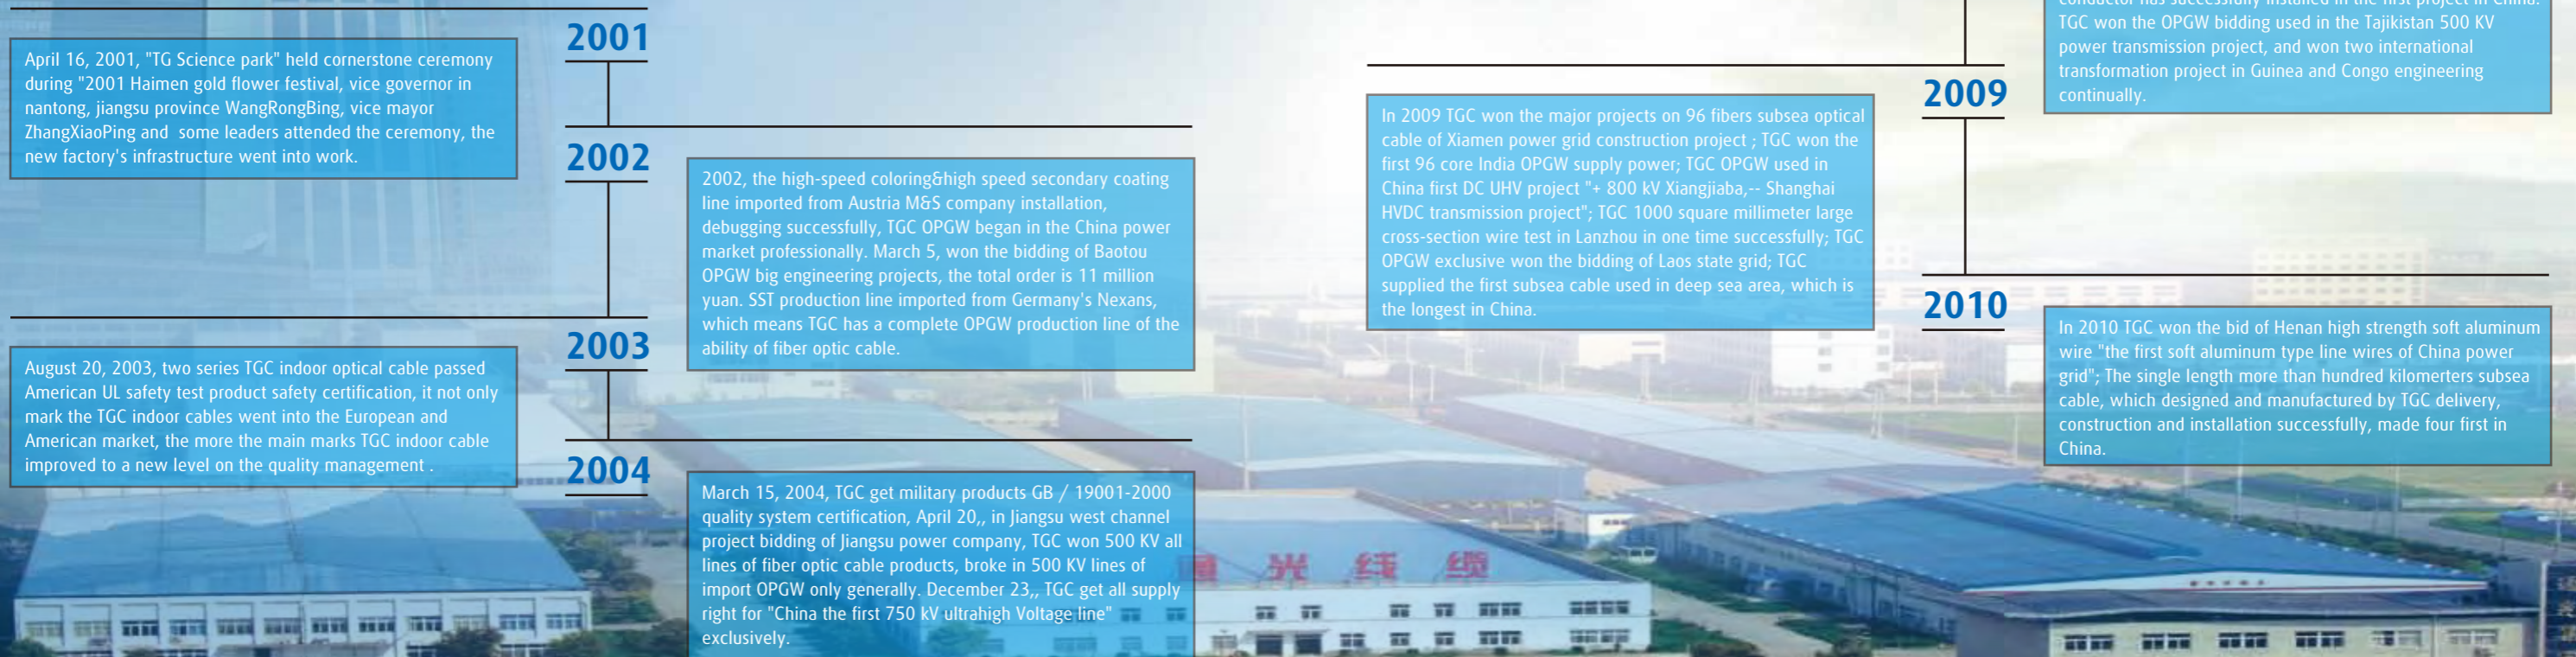 2001
April 16, 2001, "TG Science park" held cornerstone ceremony
during "2001 Haimen gold flower festival, vice governor in
nantong, jiangsu province WangRongBing, vice mayor
ZhangXiaoPing and some leaders attended the ceremony, the
new factory's infrastructure went into work.
2002
2002, the high-speed coloring&high speed secondary coating
line imported from Austria M&S company installation,
debugging successfully, TGC OPGW began in the China power
market professionally. March 5, won the bidding of Baotou
OPGW big engineering projects, the total order is 11 million
yuan. SST production line imported from Germany's Nexans,
which means TGC has a complete OPGW production line of the
ability of fiber optic cable.
2003
August 20, 2003, two series TGC indoor optical cable passed
American UL safety test product safety certification, it not only
mark the TGC indoor cables went into the European and
American market, the more the main marks TGC indoor cable
improved to a new level on the quality management .
2004
March 15, 2004, TGC get military products GB / 19001-2000
quality system certification, April 20,, in Jiangsu west channel
project bidding of Jiangsu power company, TGC won 500 KV all
lines of fiber optic cable products, broke in 500 KV lines of
import OPGW only generally. December 23,, TGC get all supply
right for "China the first 750 kV ultrahigh Voltage line"
exclusively.
conductor has successfully installed in the first project in China.
TGC won the OPGW bidding used in the Tajikistan 500 KV
power transmission project, and won two international
transformation project in Guinea and Congo engineering
continually.
2009
In 2009 TGC won the major projects on 96 fibers subsea optical
cable of Xiamen power grid construction project ; TGC won the
first 96 core India OPGW supply power; TGC OPGW used in
China first DC UHV project "+ 800 kV Xiangjiaba,-- Shanghai
HVDC transmission project"; TGC 1000 square millimeter large
cross-section wire test in Lanzhou in one time successfully; TGC
OPGW exclusive won the bidding of Laos state grid; TGC
supplied the first subsea cable used in deep sea area, which is
the longest in China.
2010
In 2010 TGC won the bid of Henan high strength soft aluminum
wire "the first soft aluminum type line wires of China power
grid"; The single length more than hundred kilomerters subsea
cable, which designed and manufactured by TGC delivery,
construction and installation successfully, made four first in
China.
光 线 缆